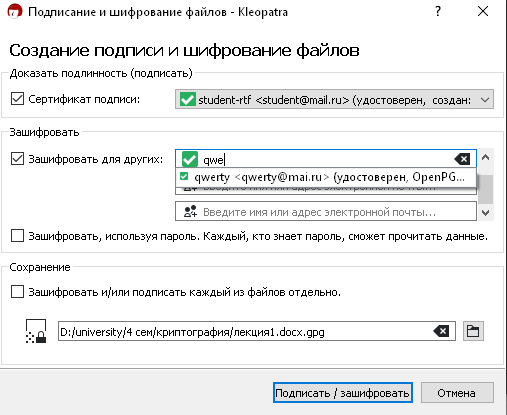 Подписание и шифрование файлов - Kleopatra
Создание подписи и шифрование файлов
Доказать подлинность (подписать)
Сертификат подписи:
student-rtf <student@mail.ru> (удостоверен, создан:
Зашифровать
Зашифровать для других:
qwe
qwerty <qwerty@mai.ru> (удостоверен, OpenPG...
Введите имя или адрес электронной почты...
Зашифровать, используя пароль. Каждый, кто знает пароль, сможет прочитать данные.
Сохранение
Зашифровать и/или подписать каждый из файлов отдельно.
D:/university/4 сем/криптография/лекция1.docx.gpg
Подписать / зашифровать
Отмена